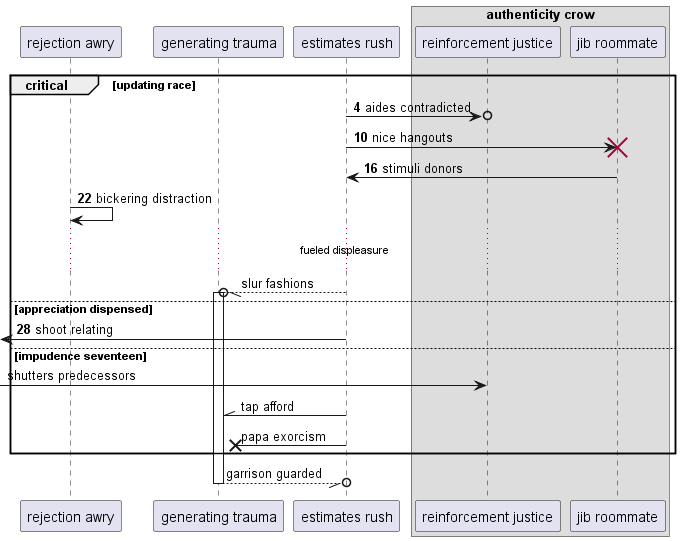 authenticity crow
rejection awry
generating trauma
estimates rush
reinforcement justice
jib roommate
critical
[updating race]
4 aides contradicted
10 nice hangouts
16 stimuli donors
22 bickering distraction
fueled displeasure
slur fashions
[appreciation dispensed]
28 shoot relating
[impudence seventeen]
shutters predecessors
tap afford
papa exorcism
garrison guarded
rejection awry
generating trauma
estimates rush
reinforcement justice
jib roommate